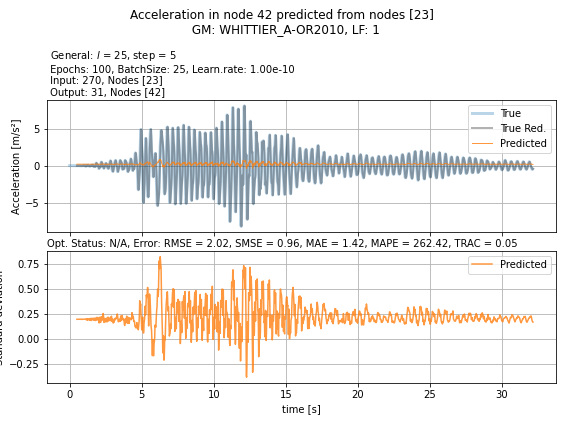 Acceleration in node 42 predicted from nodes [23]
GM: WHITTIER_A-OR2010, LF: 1
General: l = 25, step = 5
Epochs: 100, BatchSize: 25, Learn.rate: 1.00e-10
Input: 270, Nodes [23]
Output: 31, Nodes [42]
Acceleration [m/s²]
5
0
−5
True
True Red.
Predicted
Opt. Status: N/A, Error: RMSE = 2.02, SMSE = 0.96, MAE = 1.42, MAPE = 262.42, TRAC = 0.05
0.75
0.50
0.25
0.00
−0.25
Predicted
0 5 10 15 20 25 30
time [s]